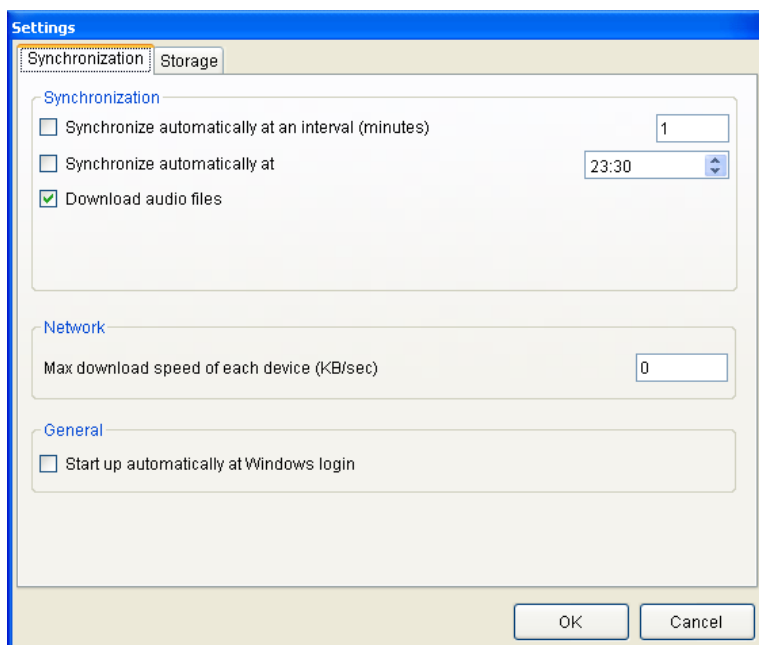 Settings
Synchronization Storage
Synchronization
Synchronize automatically at an interval (minutes) 1
Synchronize automatically at 23:30
Download audio files
Network
Max download speed of each device (KB/sec) 0
General
Start up automatically at Windows login
OK Cancel